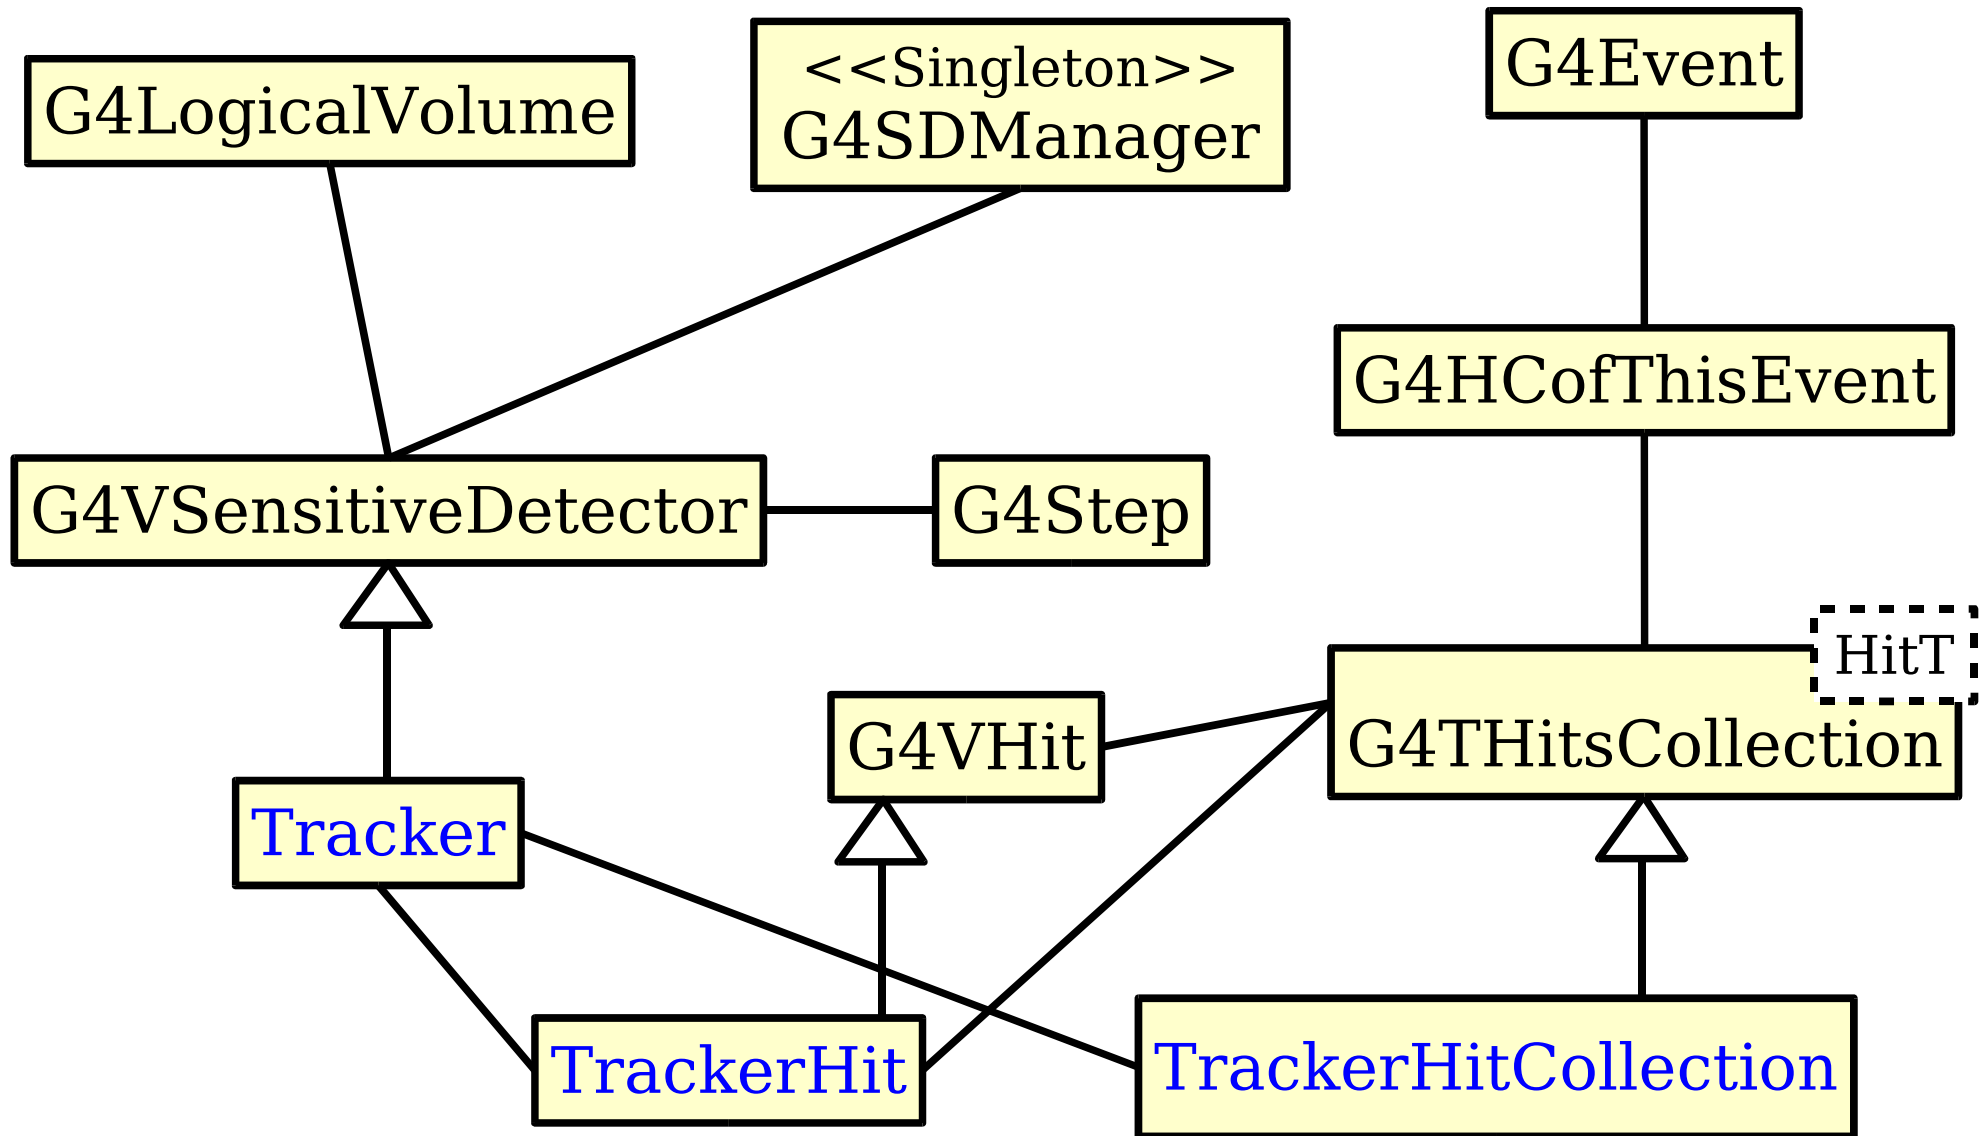 G4LogicalVolume
<<Singleton>>
G4SDManager
G4Event
G4HCofThisEvent
G4VSensitiveDetector
G4Step
HitT
G4VHit
G4THitsCollection
Tracker
TrackerHit
TrackerHitCollection